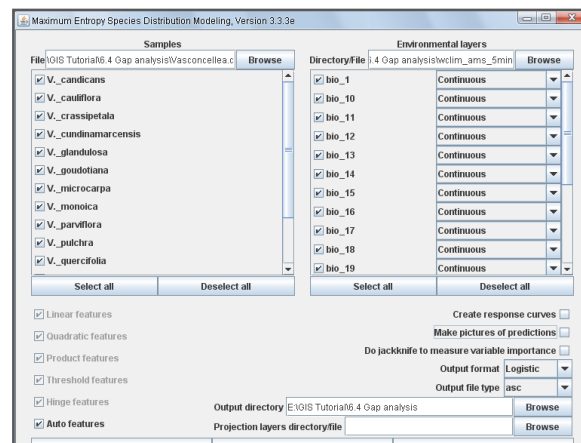 Maximum Entropy Species Distribution Modeling, Version 3.3.3e
Samples
File \GIS Tutorial\6.4 Gap analysis\Vasconcellea.c Browse
V._candicans
V._cauliflora
V._crassipetala
V._cundinamarcensis
V._glandulosa
V._goudotiana
V._microcarpa
V._monoica
V._parviflora
V._pulchra
V._quercifolia
Select all Deselect all
Environmental layers
Directory/File i.4 Gap analysis\wclim_ams_5min Browse
bio_1 Continuous
bio_10 Continuous
bio_11 Continuous
bio_12 Continuous
bio_13 Continuous
bio_14 Continuous
bio_15 Continuous
bio_16 Continuous
bio_17 Continuous
bio_18 Continuous
bio_19 Continuous
Select all Deselect all
Linear features
Quadratic features
Product features
Threshold features
Hinge features
Auto features
Create response curves
Make pictures of predictions
Do jackknife to measure variable importance
Output format Logistic
Output file type asc
Output directory E:\GIS Tutorial\6.4 Gap analysis Browse
Projection layers directory/file Browse